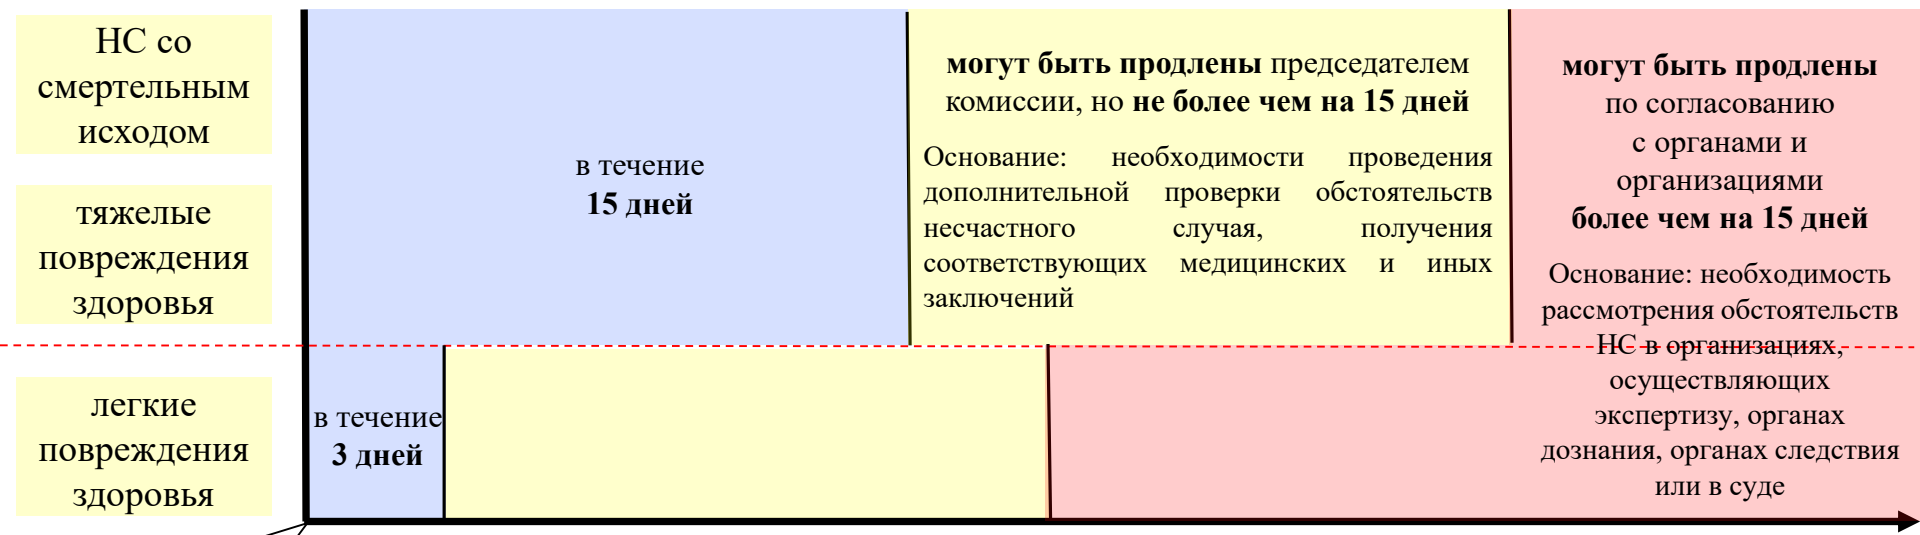 НС со
смертельным
исходом
тяжелые
повреждения
здоровья
легкие
повреждения
здоровья
в течение
15 дней
в течение
3 дней
могут быть продлены председателем
комиссии, но не более чем на 15 дней
Основание: необходимости проведения
дополнительной проверки обстоятельств
несчастного случая, получения
соответствующих медицинских и иных
заключений
могут быть продлены
по согласованию
с органами и
организациями
более чем на 15 дней
Основание: необходимость
рассмотрения обстоятельств
НС в организациях,
осуществляющих
экспертизу, органах
дознания, органах следствия
или в суде